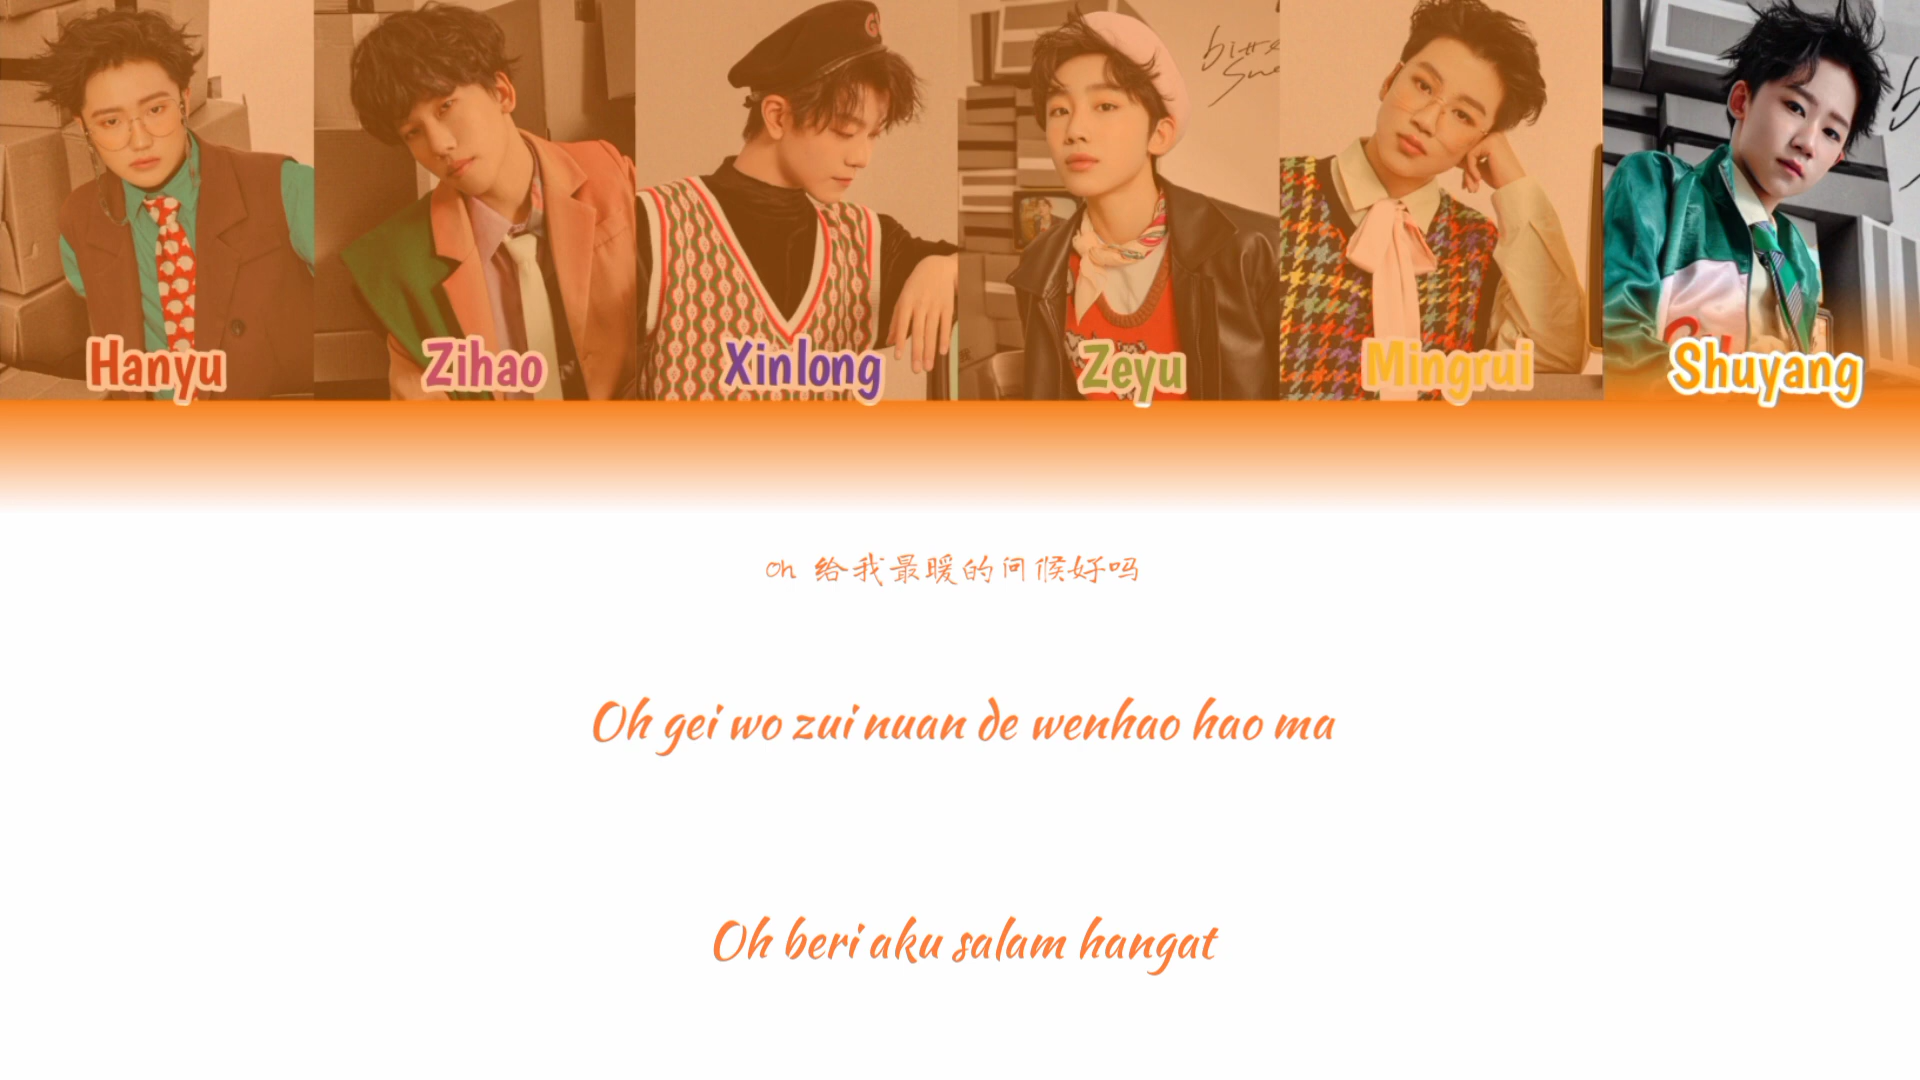 Hanyu
Zihao
Xinlong
Zeyu
Mingrui
Shuyang
oh 给我最暖的问候好吗
Oh gei wo zui nuan de wenhao hao ma
Oh beri aku salam hangat